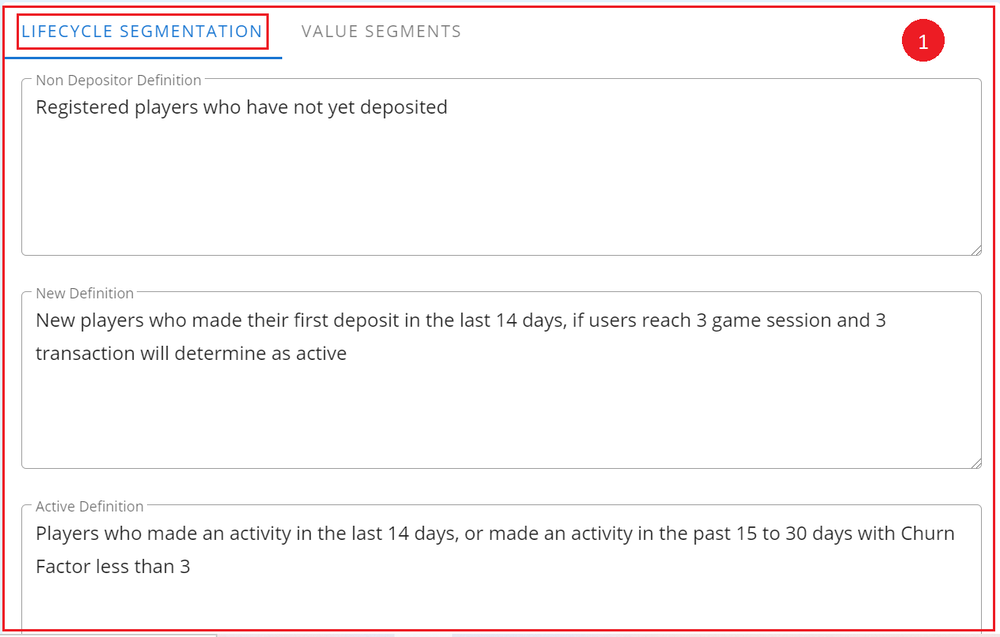 LIFECYCLE SEGMENTATION
VALUE SEGMENTS
1
Non Depositor Definition
Registered players who have not yet deposited
New Definition
New players who made their first deposit in the last 14 days, if users reach 3 game session and 3
transaction will determine as active
Active Definition
Players who made an activity in the last 14 days, or made an activity in the past 15 to 30 days with Churn
Factor less than 3